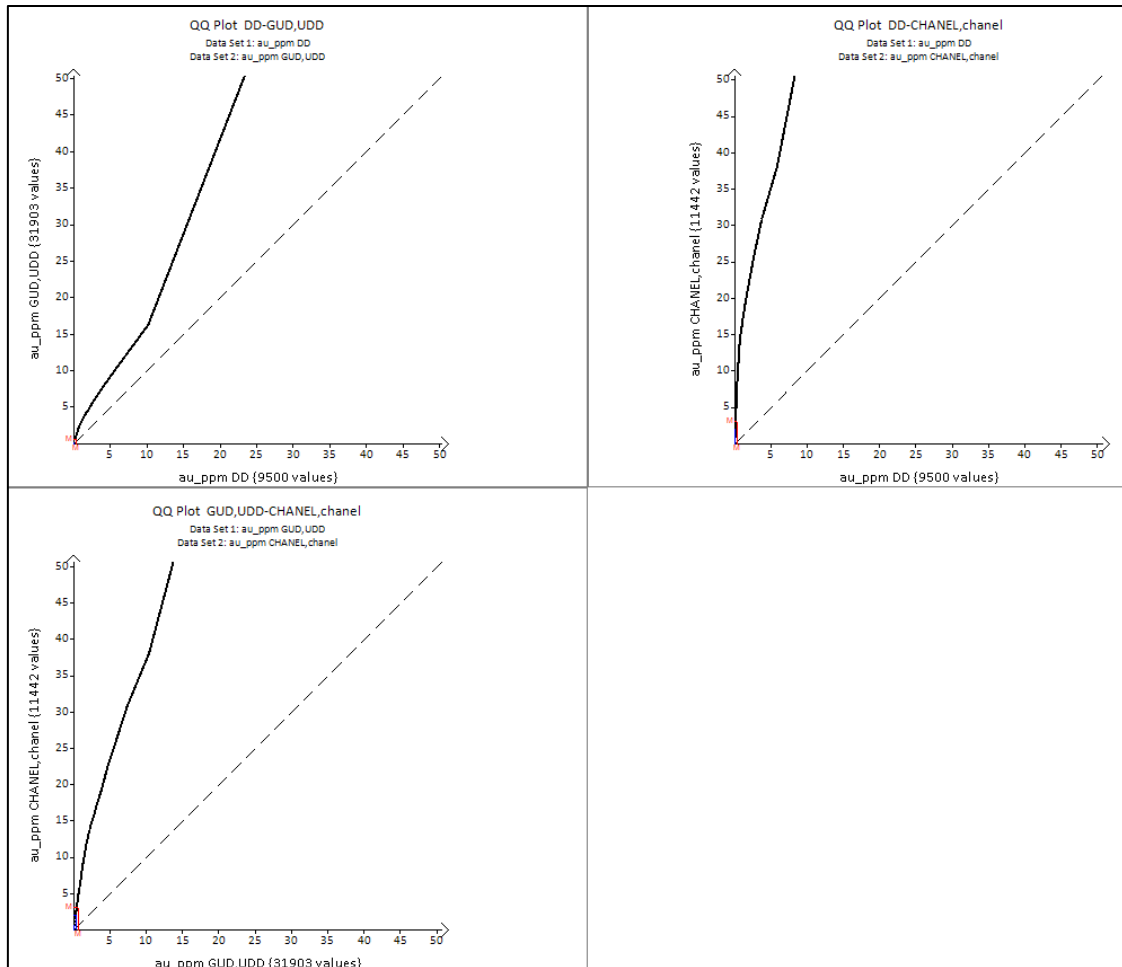 QQ Plot DD-GUD,UDD
Data Set 1: au_ppm DD
Data Set 2: au_ppm GUD,UDD
50
45
40
35
30
25
20
15
10
5
M
M
5 10 15 20 25 30 35 40 45 50
au_ppm GUD,UDD {31903 values}
au_ppm DD {9500 values}
QQ Plot DD-CHANEL,chanel
Data Set 1: au_ppm DD
Data Set 2: au_ppm CHANEL,chanel
50
45
40
35
30
25
20
15
10
5
M
M
5 10 15 20 25 30 35 40 45 50
au_ppm CHANEL,chanel {11442 values}
au_ppm DD {9500 values}
QQ Plot GUD,UDD-CHANEL,chanel
Data Set 1: au_ppm GUD,UDD
Data Set 2: au_ppm CHANEL,chanel
50
45
40
35
30
25
20
15
10
5
M
M
5 10 15 20 25 30 35 40 45 50
au_ppm CHANEL,chanel {11442 values}
au_ppm GUD,UDD {31903 values}